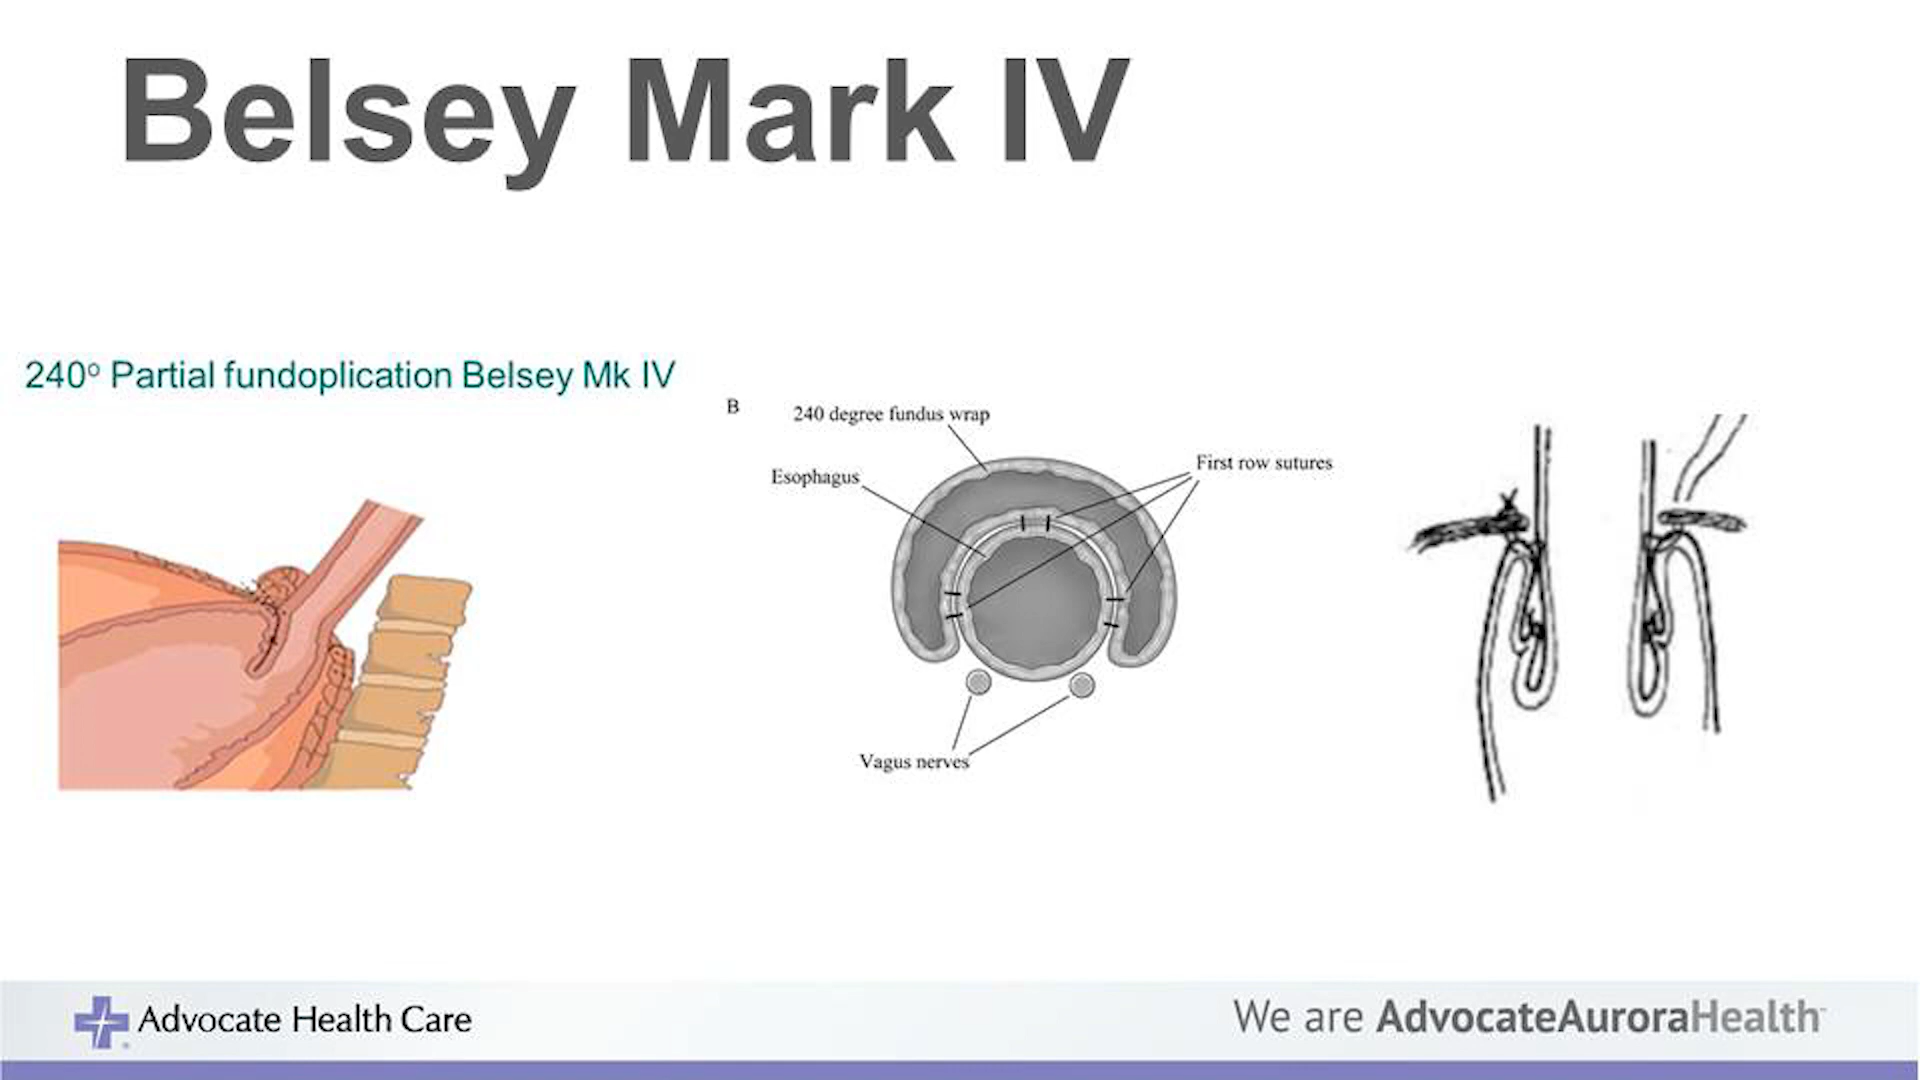 Belsey Mark IV
240º Partial fundoplication Belsey Mk IV
B
240 degree fundus wrap
Esophagus
First row sutures
Vagus nerves
Advocate Health Care
We are AdvocateAuroraHealth